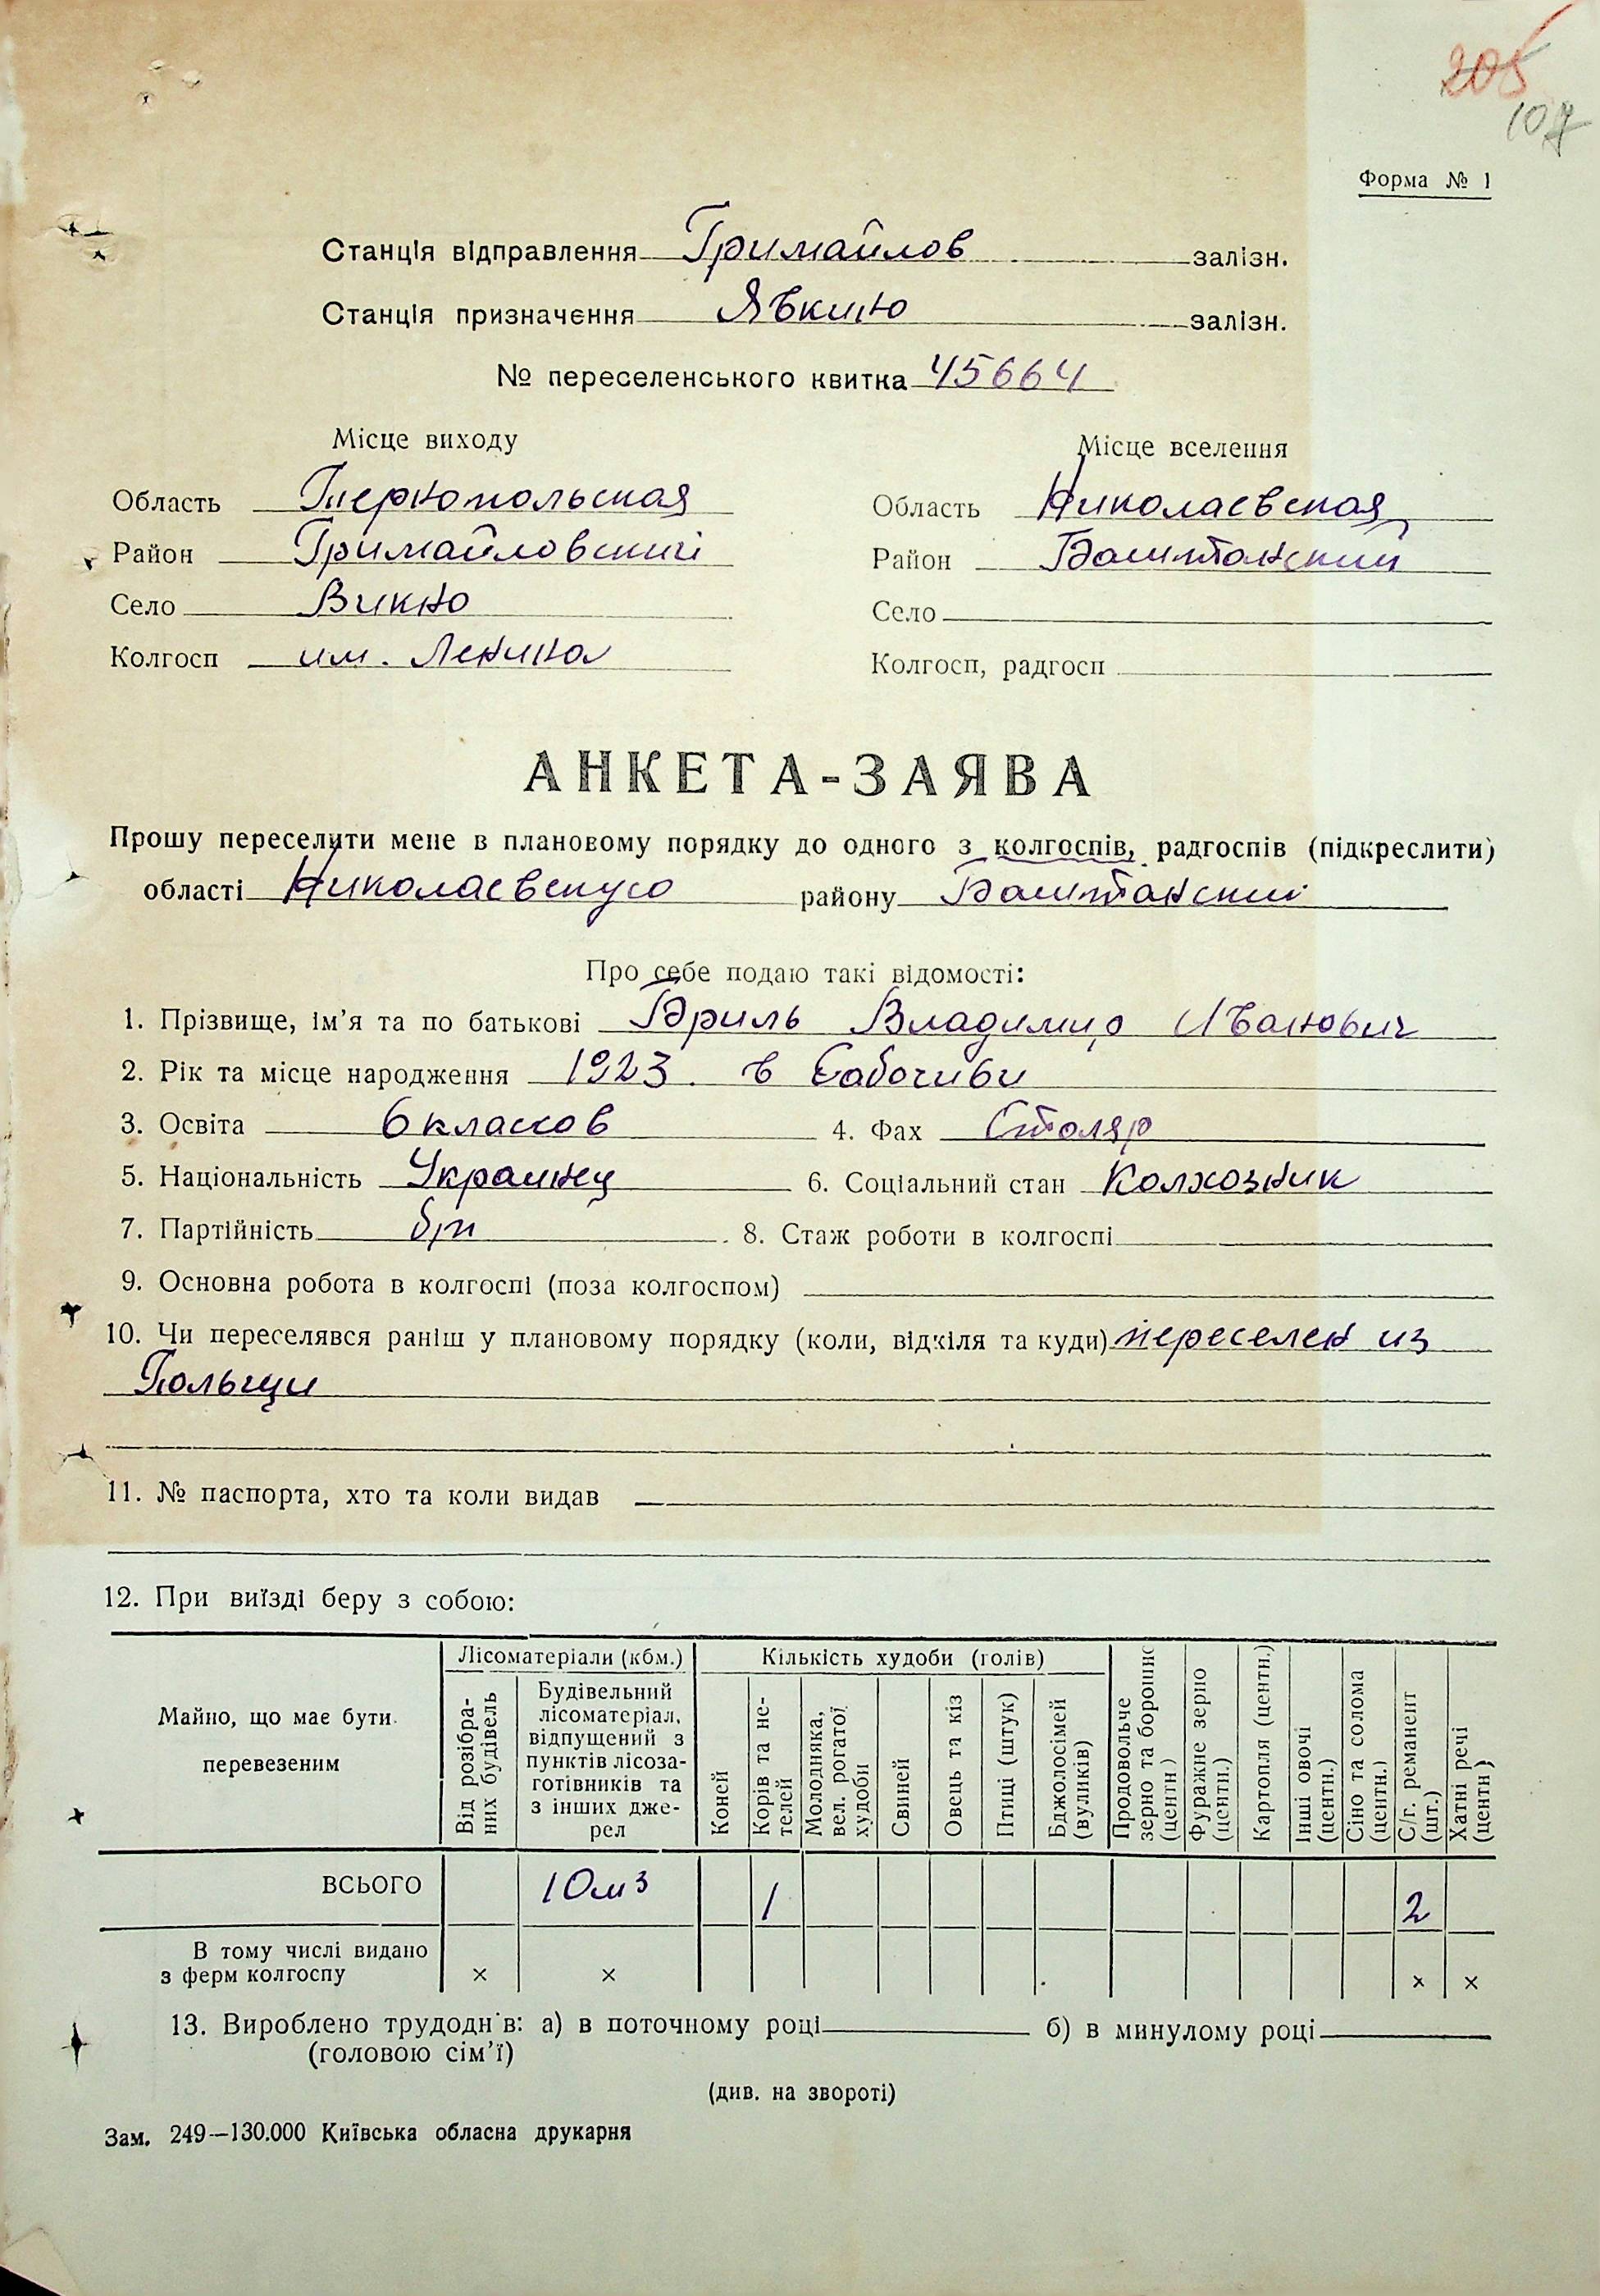 205
107
Форма № 1
Станція відправлення Гримайлов залізн.
Станція призначення Явкино залізн.
№ переселенського квитка 45664
Місце виходу
Місце вселення
Область Тернопольская
Область Николаевская
Район Гримайловский
Район Баштанский
Село Викно
Село
Колгосп им. Ленина
Колгосп, радгосп
АНКЕТА-ЗАЯВА
Прошу переселити мене в плановому порядку до одного з колгоспів, радгоспів (підкреслити)
області Николаевскую району Баштанский
Про себе подаю такі відомості:
1. Прізвище, ім'я та по батькові Бриль Владимир Иванович
2. Рік та місце народження 1923. в
3. Освіта 6 классов 4. Фах Столяр
5. Національність Украинец 6. Соціальний стан Колхозник
7. Партійність б/п 8. Стаж роботи в колгоспі
9. Основна робота в колгоспі (поза колгоспом)
10. Чи переселявся раніш у плановому порядку (коли, відкіля та куди) переселен из
Польщи
11. № паспорта, хто та коли видав
12. При виїзді беру з собою:
Майно, що має бути перевезеним
Лісоматеріали (кбм.)
Від розібраних будівель
Будівельний лісоматеріал, відпущений з пунктів лісозаготівників та з інших джерел
Кількість худоби (голів)
Коней
Корів та нетелей
Молодняка, вел. рогатої худоби
Свиней
Овець та кіз
Птиці (штук)
Бджолосімей (вуликів)
Продовольче зерно та борошно (центн)
Фуражне зерно (центн.)
Картопля (центн.)
Інші овочі (центн.)
Сіно та солома (центн.)
С/г. реманент (шт.)
Хатні речі (центн)
ВСЬОГО 10 м3 1 2
В тому числі видано з ферм колгоспу × × × ×
13. Вироблено трудоднів: а) в поточному році б) в минулому році
(головою сім'ї)
(див. на звороті)
Зам. 249—130.000 Київська обласна друкарня